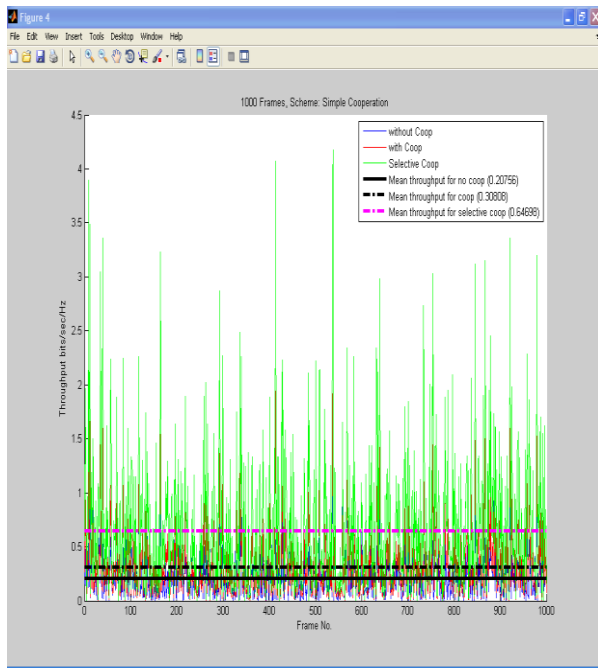 Figure 4
File Edit View Insert Tools Desktop Window Help
1000 Frames, Scheme: Simple Cooperation
4.5
4
3.5
3
2.5
2
1.5
1
0.5
0
Throughput bits/sec/Hz
without Coop
with Coop
Selective Coop
Mean throughput for no coop (0.20756)
Mean throughput for coop (0.30808)
Mean throughput for selective coop (0.64698)
0 100 200 300 400 500 600 700 800 900 1000
Frame No.